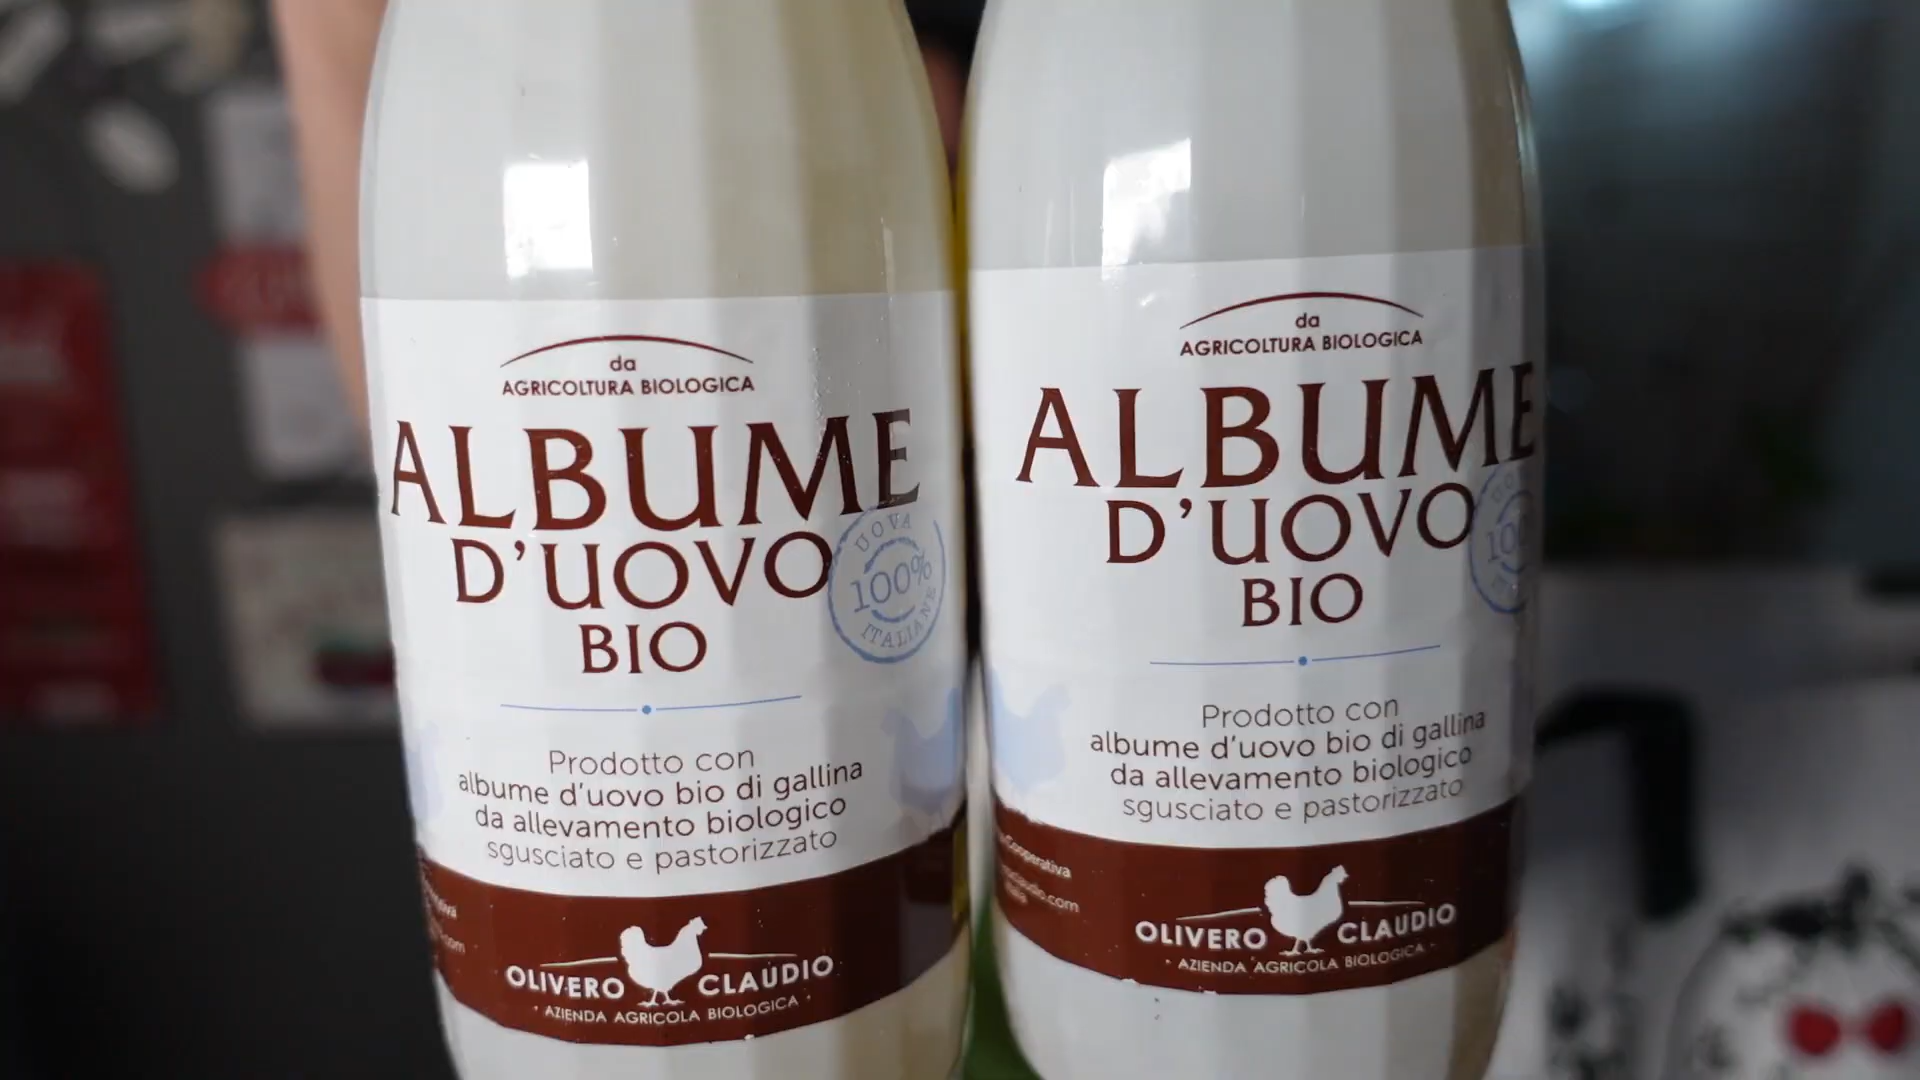 da
AGRICOLTURA BIOLOGICA
ALBUME
D'UOVO
BIO
UOVA
100%
ITALIANE
Prodotto con
albume d'uovo bio di gallina
da allevamento biologico
sgusciato e pastorizzato
OLIVERO CLAUDIO
· AZIENDA AGRICOLA BIOLOGICA ·
da
AGRICOLTURA BIOLOGICA
ALBUME
D'UOVO
BIO
Prodotto con
albume d'uovo bio di gallina
da allevamento biologico
sgusciato e pastorizzato
Cooperativa
OLIVERO CLAUDIO
· AZIENDA AGRICOLA BIOLOGICA ·